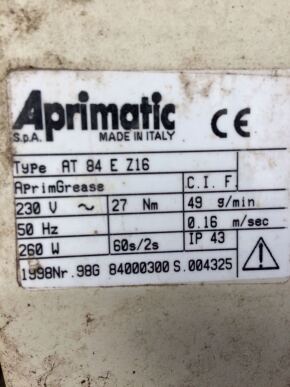 Aprimatic
S.p.A. MADE IN ITALY CE
Type AT 84 E Z16
AprimGrease C.I.F.
230 V ~ 27 Nm 49 g/min
50 Hz 0.16 m/sec
260 W 60s/2s IP 43
1998Nr.98G 84000300 S.004325